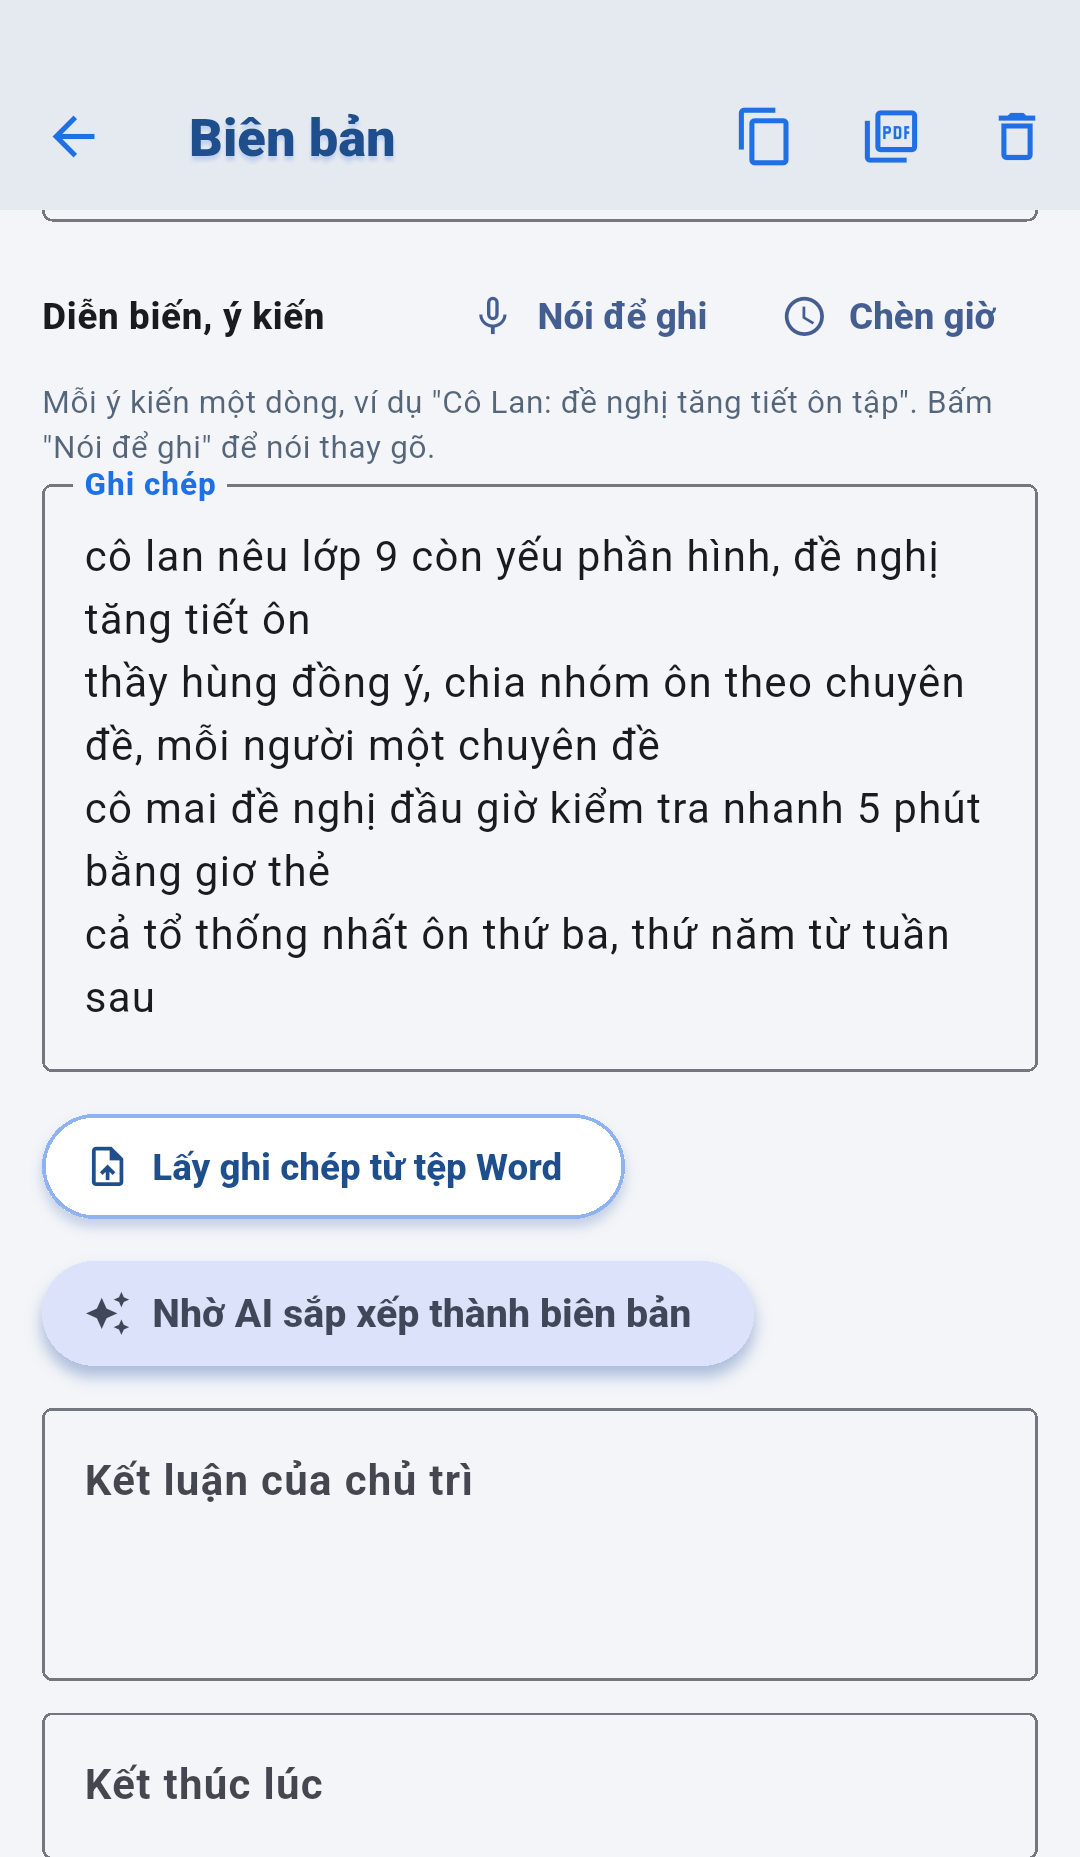 Biên bản
PDF
Diễn biến, ý kiến
Nói để ghi
Chèn giờ
Mỗi ý kiến một dòng, ví dụ "Cô Lan: đề nghị tăng tiết ôn tập". Bấm
"Nói để ghi" để nói thay gõ.
Ghi chép
cô lan nêu lớp 9 còn yếu phần hình, đề nghị
tăng tiết ôn
thầy hùng đồng ý, chia nhóm ôn theo chuyên
đề, mỗi người một chuyên đề
cô mai đề nghị đầu giờ kiểm tra nhanh 5 phút
bằng giơ thẻ
cả tổ thống nhất ôn thứ ba, thứ năm từ tuần
sau
Lấy ghi chép từ tệp Word
Nhờ AI sắp xếp thành biên bản
Kết luận của chủ trì
Kết thúc lúc